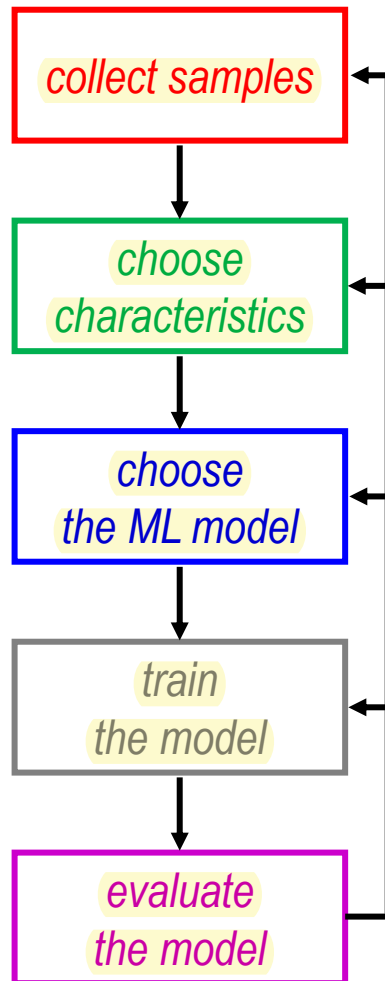 collect samples
choose
characteristics
choose
the ML model
train
the model
evaluate
the model